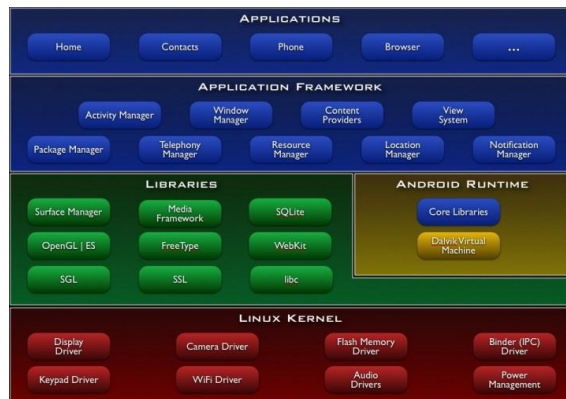 APPLICATIONS
Home
Contacts
Phone
Browser
...
APPLICATION FRAMEWORK
Activity Manager
Window
Manager
Content
Providers
View
System
Package Manager
Telephony
Manager
Resource
Manager
Location
Manager
Notification
Manager
LIBRARIES
Surface Manager
Media
Framework
SQLite
OpenGL | ES
FreeType
WebKit
SGL
SSL
libc
ANDROID RUNTIME
Core Libraries
Dalvik Virtual
Machine
LINUX KERNEL
Display
Driver
Camera Driver
Flash Memory
Driver
Binder (IPC)
Driver
Keypad Driver
WiFi Driver
Audio
Drivers
Power
Management